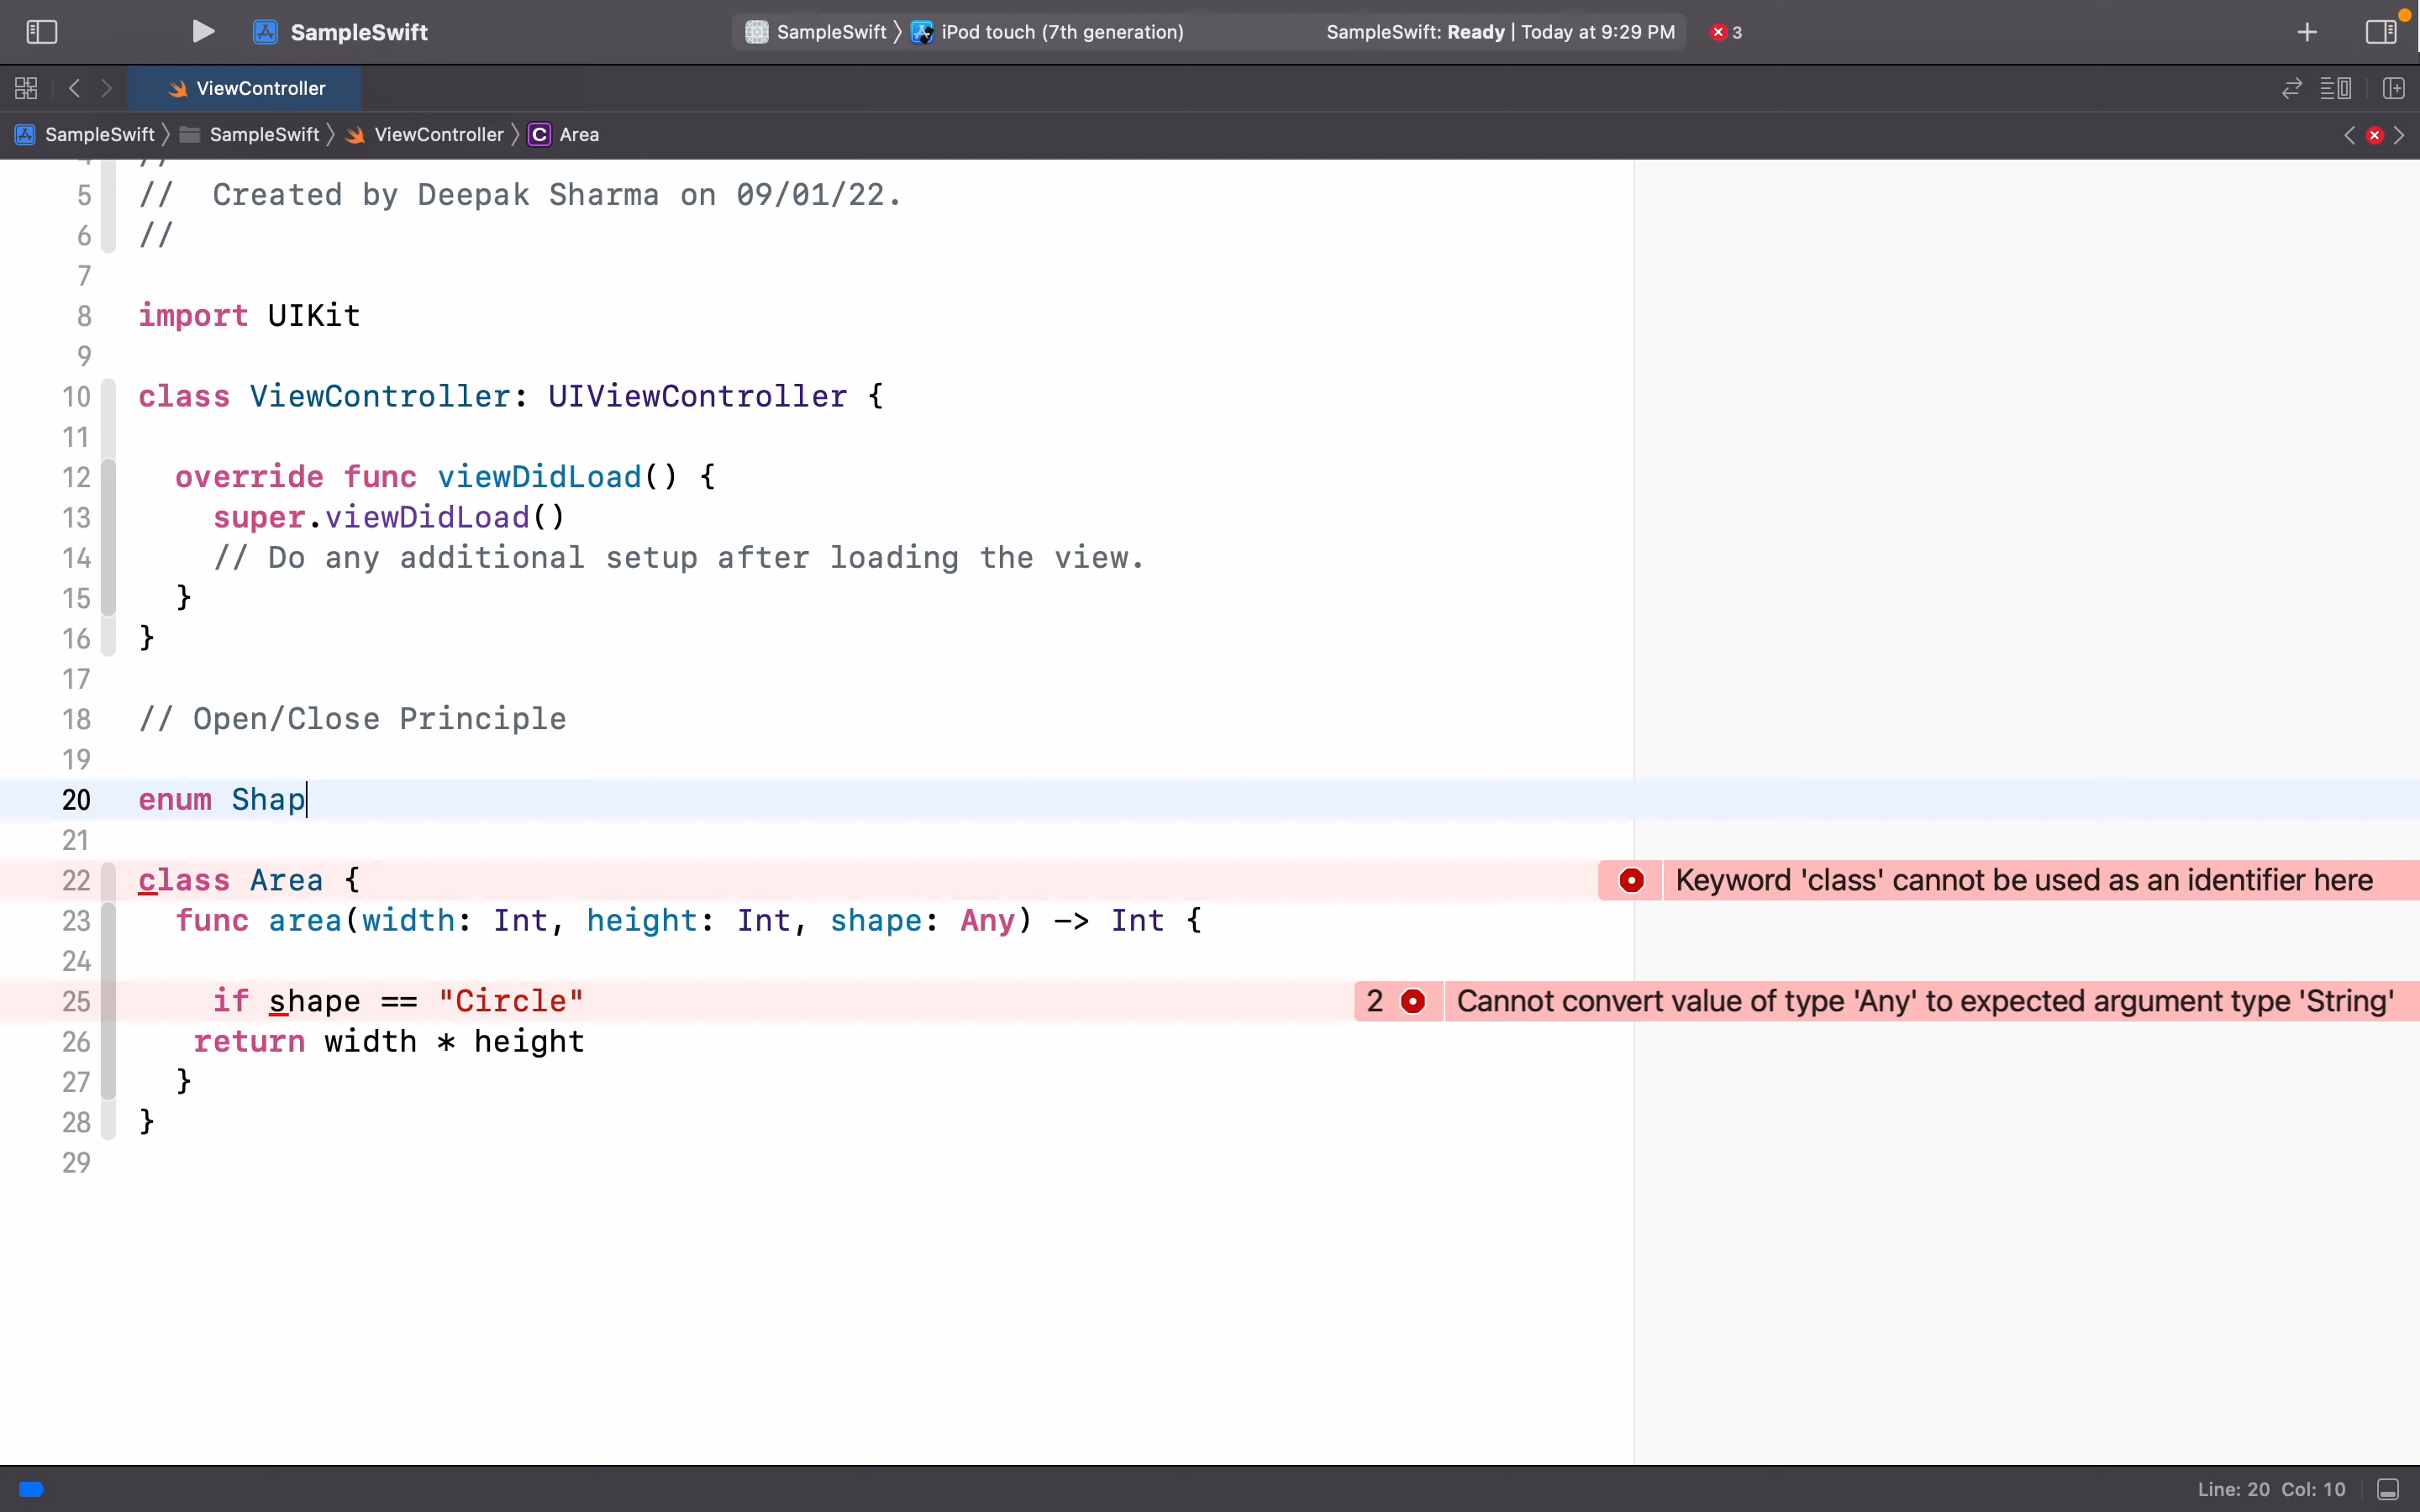 SampleSwift
SampleSwift 〉 iPod touch (7th generation)
SampleSwift: Ready | Today at 9:29 PM
3
ViewController
SampleSwift 〉 SampleSwift 〉 ViewController 〉 C Area
4 //
5 //  Created by Deepak Sharma on 09/01/22.
6 //
7
8 import UIKit
9
10 class ViewController: UIViewController {
11
12   override func viewDidLoad() {
13     super.viewDidLoad()
14     // Do any additional setup after loading the view.
15   }
16 }
17
18 // Open/Close Principle
19
20 enum Shap
21
22 class Area {
Keyword 'class' cannot be used as an identifier here
23   func area(width: Int, height: Int, shape: Any) -> Int {
24
25     if shape == "Circle"
2 Cannot convert value of type 'Any' to expected argument type 'String'
26    return width * height
27   }
28 }
29
Line: 20 Col: 10